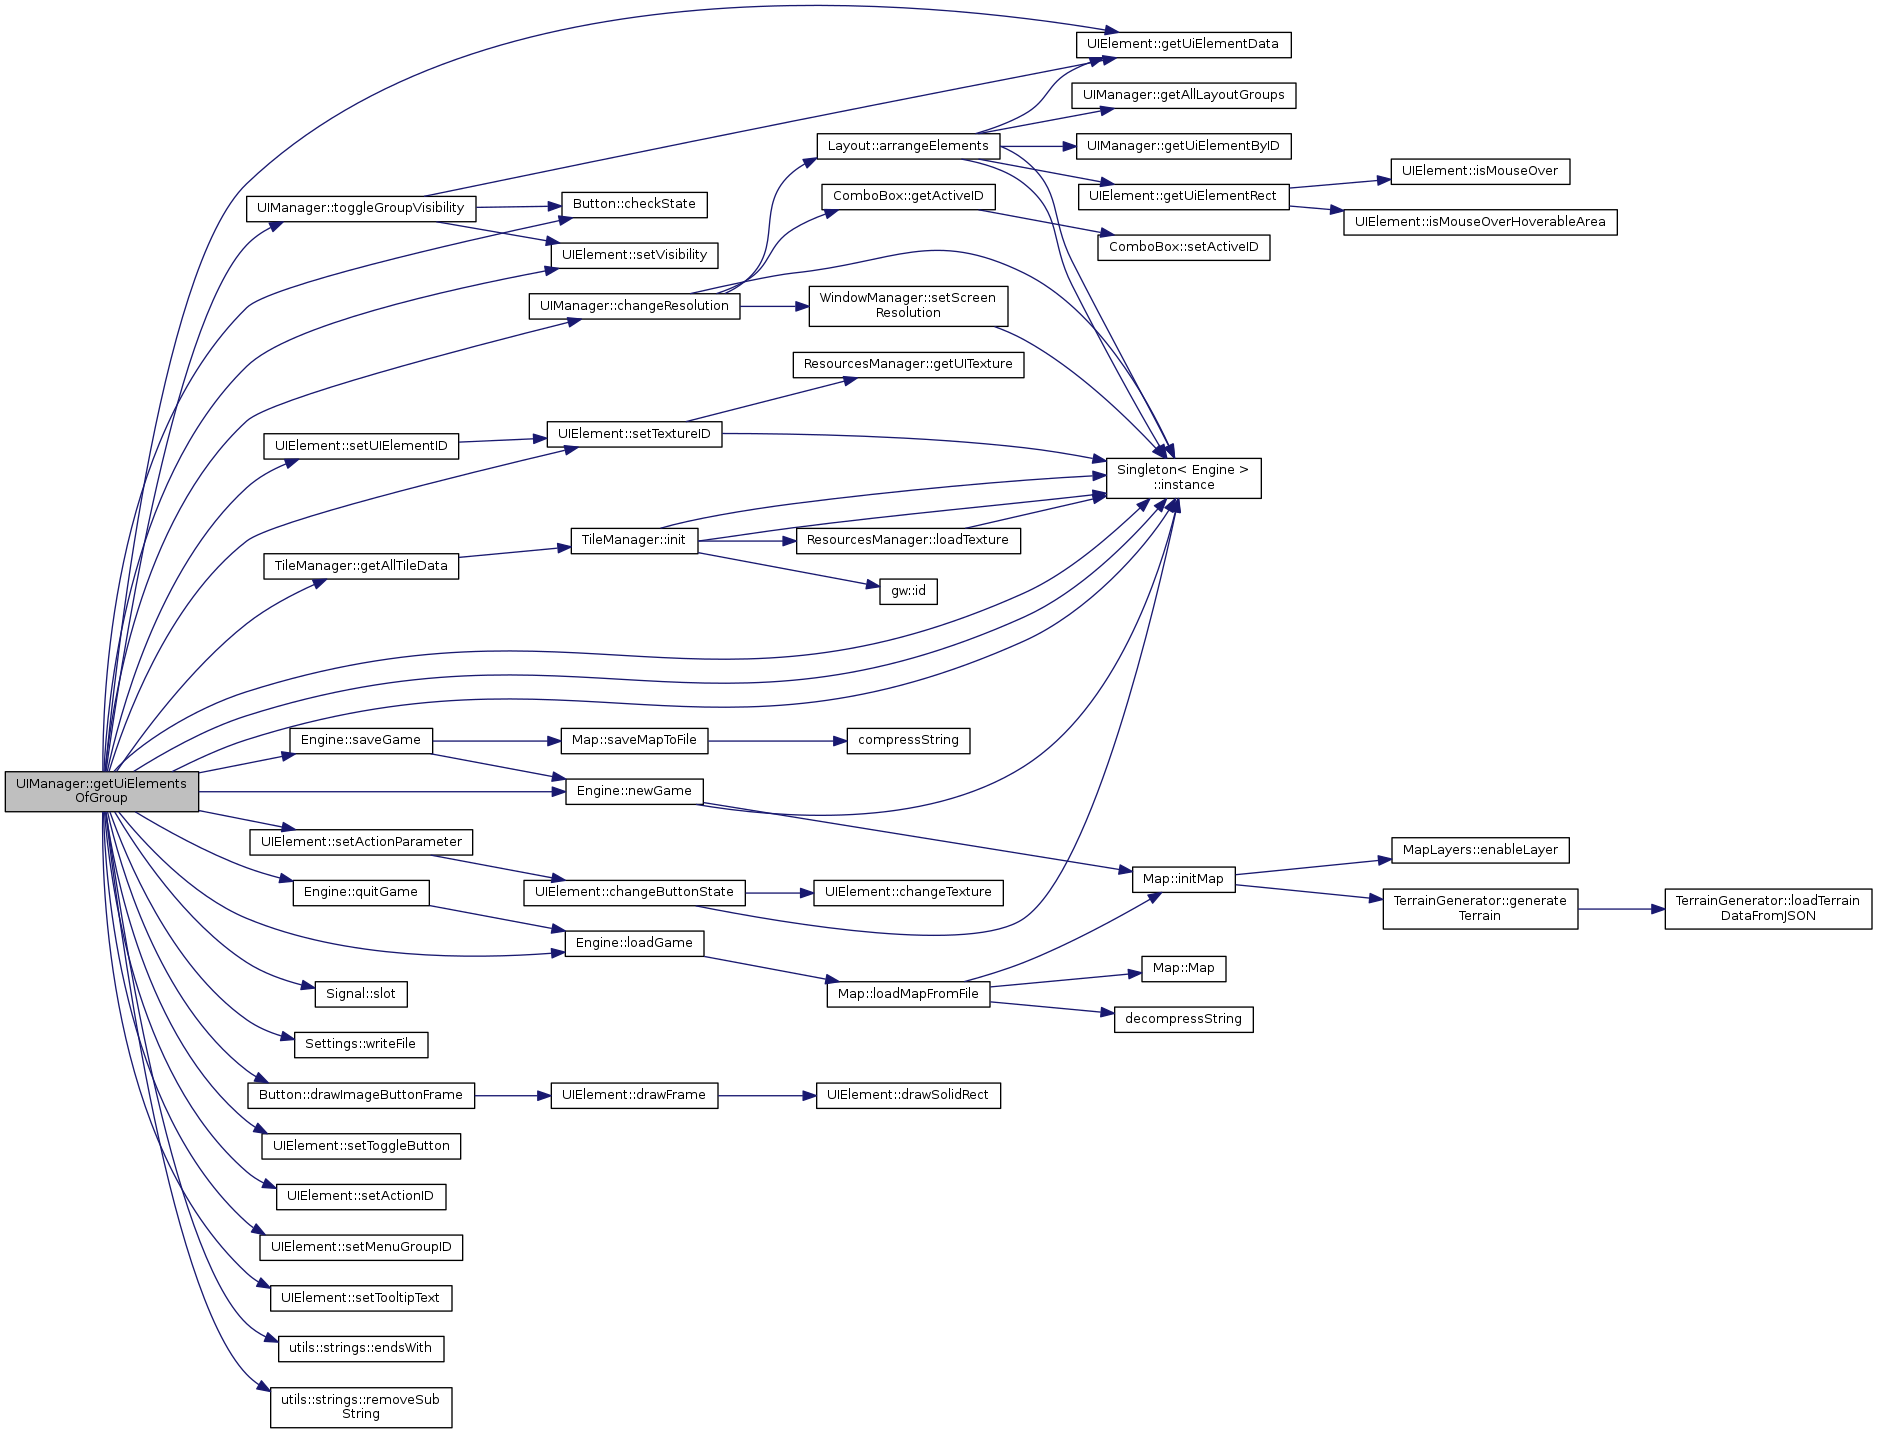 UIElement::getUiElementData
UIManager::getAllLayoutGroups
Layout::arrangeElements
UIManager::getUiElementByID
UIElement::isMouseOver
ComboBox::getActiveID
UIElement::getUiElementRect
UIManager::toggleGroupVisibility
Button::checkState
UIElement::isMouseOverHoverableArea
UIElement::setVisibility
ComboBox::setActiveID
UIManager::changeResolution
WindowManager::setScreen
Resolution
ResourcesManager::getUITexture
UIElement::setUIElementID
UIElement::setTextureID
Singleton< Engine >
::instance
TileManager::getAllTileData
TileManager::init
ResourcesManager::loadTexture
gw::id
Engine::saveGame
Map::saveMapToFile
compressString
UIManager::getUiElements
OfGroup
Engine::newGame
UIElement::setActionParameter
Map::initMap
MapLayers::enableLayer
Engine::quitGame
UIElement::changeButtonState
UIElement::changeTexture
TerrainGenerator::generate
Terrain
TerrainGenerator::loadTerrain
DataFromJSON
Engine::loadGame
Map::Map
Signal::slot
Map::loadMapFromFile
decompressString
Settings::writeFile
Button::drawImageButtonFrame
UIElement::drawFrame
UIElement::drawSolidRect
UIElement::setToggleButton
UIElement::setActionID
UIElement::setMenuGroupID
UIElement::setTooltipText
utils::strings::endsWith
utils::strings::removeSub
String